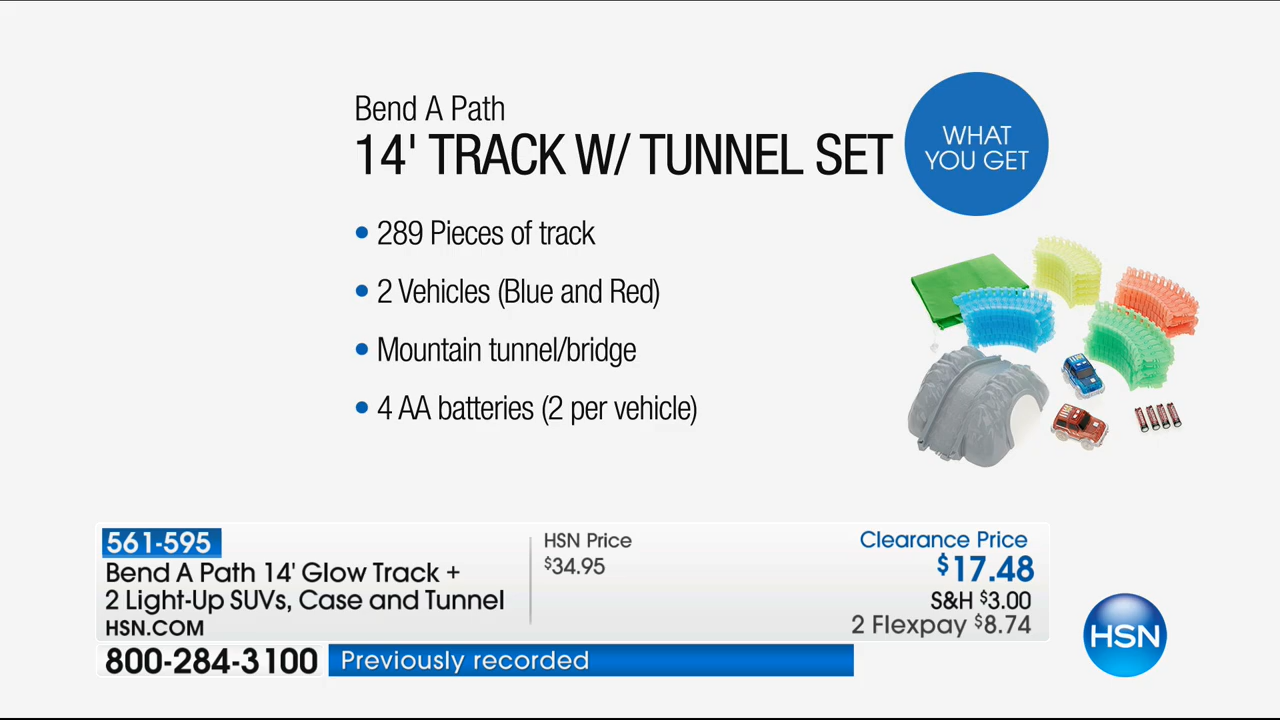 Bend A Path
14' TRACK W/ TUNNEL SET
WHAT
YOU GET
• 289 Pieces of track
• 2 Vehicles (Blue and Red)
• Mountain tunnel/bridge
• 4 AA batteries (2 per vehicle)
561-595
Bend A Path 14' Glow Track +
2 Light-Up SUVs, Case and Tunnel
HSN.COM
HSN Price
$34.95
Clearance Price
$17.48
S&H $3.00
2 Flexpay $8.74
HSN
800-284-3100
Previously recorded